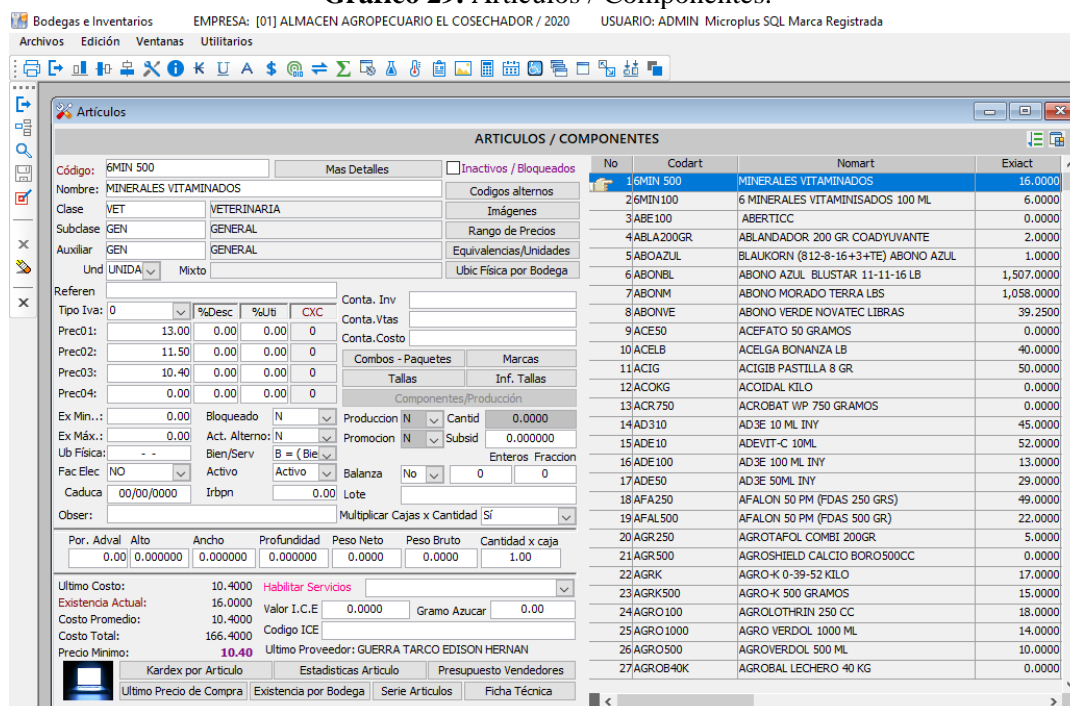 Gráfico 29. Artículos / Componentes.
Bodegas e Inventarios EMPRESA: [01] ALMACEN AGROPECUARIO EL COSECHADOR / 2020 USUARIO: ADMIN Microplus SQL Marca Registrada
Archivos Edición Ventanas Utilitarios
Artículos
ARTICULOS / COMPONENTES
Código: 6MIN 500 Mas Detalles Inactivos / Bloqueados
Nombre: MINERALES VITAMINADOS Codigos alternos
Clase VET VETERINARIA Imágenes
Subclase GEN GENERAL Rango de Precios
Auxiliar GEN GENERAL Equivalencias/Unidades
Und UNIDA Mixto Ubic Física por Bodega
Referen
Tipo Iva: 0 %Desc %Uti CXC Conta. Inv
Conta.Vtas
Prec01: 13.00 0.00 0.00 0 Conta.Costo
Prec02: 11.50 0.00 0.00 0 Combos - Paquetes Marcas
Prec03: 10.40 0.00 0.00 0 Tallas Inf. Tallas
Prec04: 0.00 0.00 0.00 0 Componentes/Producción
Ex Min..: 0.00 Bloqueado N Produccion N Cantid 0.0000
Ex Máx.: 0.00 Act. Alterno: N Promocion N Subsid 0.000000
Ub Física: - - Bien/Serv B = ( Bie Enteros Fraccion
Fac Elec NO Activo Activo Balanza No 0 0
Caduca 00/00/0000 Irbpn 0.00 Lote
Obser: Multiplicar Cajas x Cantidad Sí
Por. Adval Alto Ancho Profundidad Peso Neto Peso Bruto Cantidad x caja
0.00 0.000000 0.000000 0.000000 0.0000 0.0000 1.00
Ultimo Costo: 10.4000 Habilitar Servicios
Existencia Actual: 16.0000 Valor I.C.E 0.0000 Gramo Azucar 0.00
Costo Promedio: 10.4000
Costo Total: 166.4000 Codigo ICE
Precio Minimo: 10.40 Ultimo Proveedor: GUERRA TARCO EDISON HERNAN
Kardex por Articulo Estadisticas Articulo Presupuesto Vendedores
Ultimo Precio de Compra Existencia por Bodega Serie Articulos Ficha Técnica
No Codart Nomart Exiact
1 6MIN 500 MINERALES VITAMINADOS 16.0000
2 6MIN100 6 MINERALES VITAMINISADOS 100 ML 6.0000
3 ABE100 ABERTICC 0.0000
4 ABLA200GR ABLANDADOR 200 GR COADYUVANTE 2.0000
5 ABOAZUL BLAUKORN (812-8-16+3+TE) ABONO AZUL 1.0000
6 ABONBL ABONO AZUL BLUSTAR 11-11-16 LB 1,507.0000
7 ABONM ABONO MORADO TERRA LBS 1,058.0000
8 ABONVE ABONO VERDE NOVATEC LIBRAS 39.2500
9 ACE50 ACEFATO 50 GRAMOS 0.0000
10 ACELB ACELGA BONANZA LB 40.0000
11 ACIG ACIGIB PASTILLA 8 GR 50.0000
12 ACOKG ACOIDAL KILO 0.0000
13 ACR750 ACROBAT WP 750 GRAMOS 0.0000
14 AD310 AD3E 10 ML INY 45.0000
15 ADE10 ADEVIT-C 10ML 52.0000
16 ADE100 AD3E 100 ML INY 13.0000
17 ADE50 AD3E 50ML INY 29.0000
18 AFA250 AFALON 50 PM (FDAS 250 GRS) 49.0000
19 AFAL500 AFALON 50 PM (FDAS 500 GR) 22.0000
20 AGR250 AGROTAFOL COMBI 200GR 5.0000
21 AGR500 AGROSHIELD CALCIO BORO500CC 0.0000
22 AGRK AGRO-K 0-39-52 KILO 17.0000
23 AGRK500 AGRO-K 500 GRAMOS 15.0000
24 AGRO100 AGROLOTHRIN 250 CC 18.0000
25 AGRO1000 AGRO VERDOL 1000 ML 14.0000
26 AGRO500 AGROVERDOL 500 ML 10.0000
27 AGROB40K AGROBAL LECHERO 40 KG 0.0000